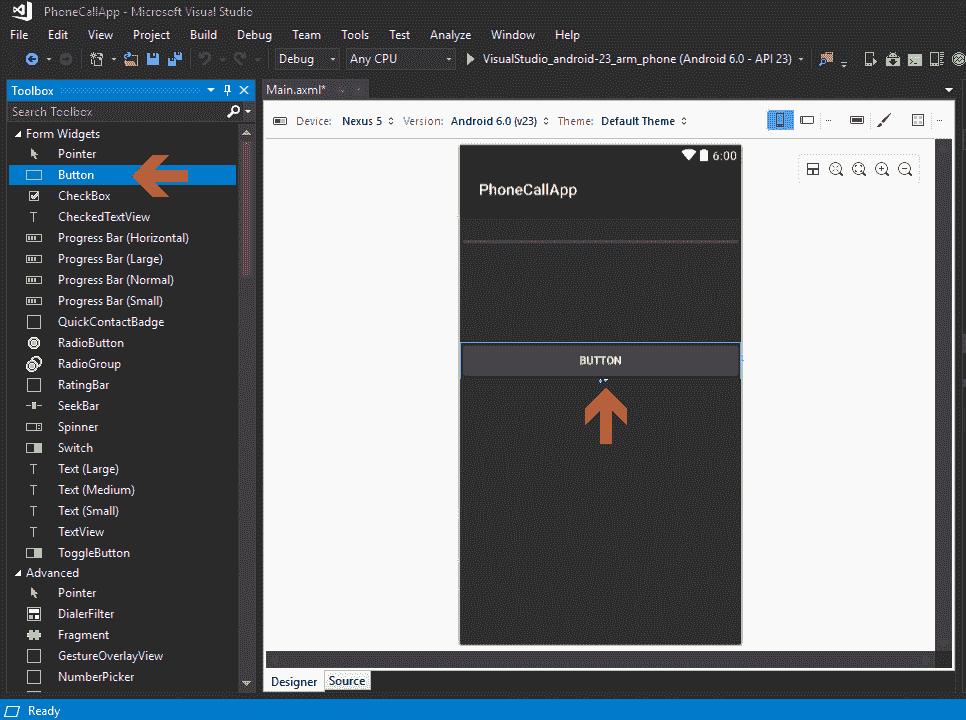 PhoneCallApp - Microsoft Visual Studio
File Edit View Project Build Debug Team Tools Test Analyze Window Help
Debug Any CPU VisualStudio_android-23_arm_phone (Android 6.0 - API 23)
Toolbox
Search Toolbox
Form Widgets
Pointer
Button
CheckBox
CheckedTextView
Progress Bar (Horizontal)
Progress Bar (Large)
Progress Bar (Normal)
Progress Bar (Small)
QuickContactBadge
RadioButton
RadioGroup
RatingBar
SeekBar
Spinner
Switch
Text (Large)
Text (Medium)
Text (Small)
TextView
ToggleButton
Advanced
Pointer
DialerFilter
Fragment
GestureOverlayView
NumberPicker
Main.axml*
Device: Nexus 5 Version: Android 6.0 (v23) Theme: Default Theme
6:00
PhoneCallApp
BUTTON
Designer Source
Ready